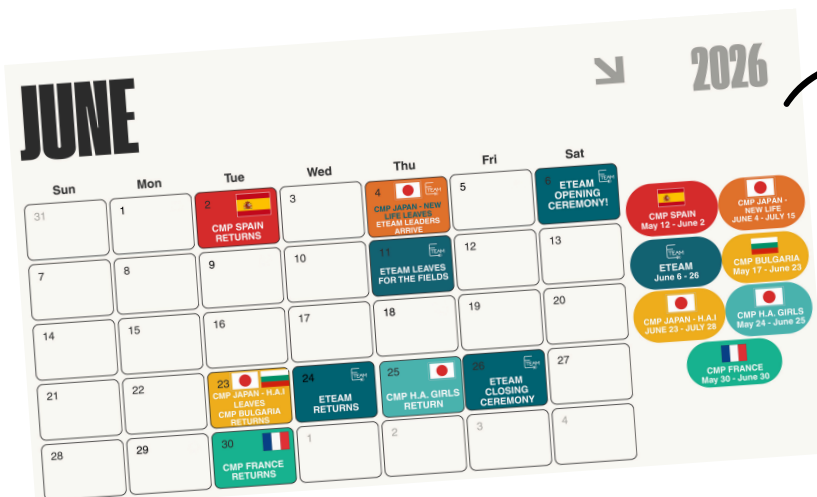 JUNE
2026
Sun Mon Tue Wed Thu Fri Sat
31
1
2
CMP SPAIN
RETURNS
3
4
ETEAM
CMP JAPAN - NEW
LIFE LEAVES
ETEAM LEADERS
ARRIVE
5
6
ETEAM
ETEAM
OPENING
CEREMONY!
7
8
9
10
11
ETEAM
ETEAM LEAVES
FOR THE FIELDS
12
13
14
15
16
17
18
19
20
21
22
23
CMP JAPAN - H.A.I
LEAVES
CMP BULGARIA
RETURNS
24
ETEAM
ETEAM
RETURNS
25
CMP H.A. GIRLS
RETURN
26
ETEAM
ETEAM
CLOSING
CEREMONY
27
28
29
30
CMP FRANCE
RETURNS
1
2
3
4
CMP SPAIN
May 12 - June 2
CMP JAPAN -
NEW LIFE
JUNE 4 - JULY 15
ETEAM
ETEAM
June 6 - 26
CMP BULGARIA
May 17 - June 23
CMP JAPAN - H.A.I
JUNE 23 - JULY 28
CMP H.A. GIRLS
May 24 - June 25
CMP FRANCE
May 30 - June 30